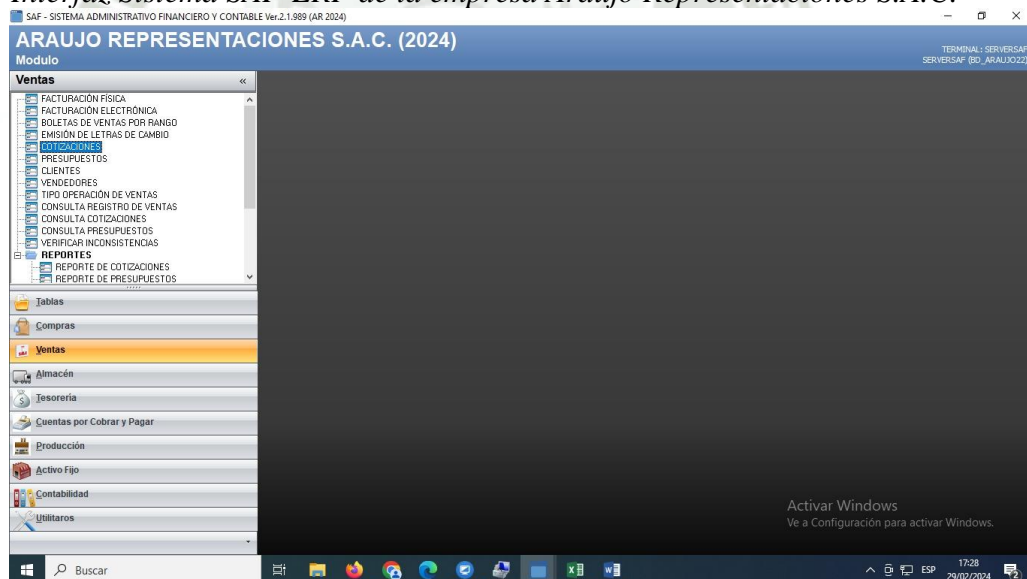 Interfaz Sistema SAF-ERP de la empresa Araujo Representaciones S.A.C.
SAF - SISTEMA ADMINISTRATIVO FINANCIERO Y CONTABLE Ver.2.1.989 (AR 2024)
ARAUJO REPRESENTACIONES S.A.C. (2024)
Modulo
TERMINAL: SERVERSAF
SERVERSAF (BD_ARAUJO22)
Ventas «
FACTURACIÓN FÍSICA
FACTURACIÓN ELECTRÓNICA
BOLETAS DE VENTAS POR RANGO
EMISIÓN DE LETRAS DE CAMBIO
COTIZACIONES
PRESUPUESTOS
CLIENTES
VENDEDORES
TIPO OPERACIÓN DE VENTAS
CONSULTA REGISTRO DE VENTAS
CONSULTA COTIZACIONES
CONSULTA PRESUPUESTOS
VERIFICAR INCONSISTENCIAS
REPORTES
REPORTE DE COTIZACIONES
REPORTE DE PRESUPUESTOS
Tablas
Compras
Ventas
Almacén
Tesorería
Cuentas por Cobrar y Pagar
Producción
Activo Fijo
Contabilidad
Utilitaros
Activar Windows
Ve a Configuración para activar Windows.
Buscar
ESP
17:28
29/02/2024
2